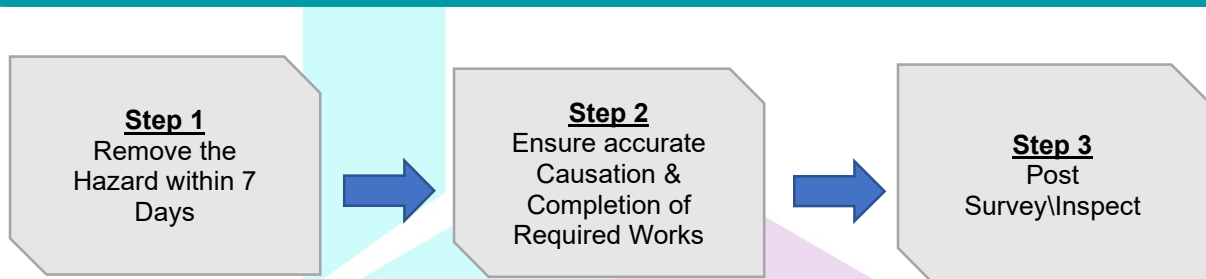 Step 1
Remove the
Hazard within 7
Days
Step 2
Ensure accurate
Causation &
Completion of
Required Works
Step 3
Post
Survey\Inspect